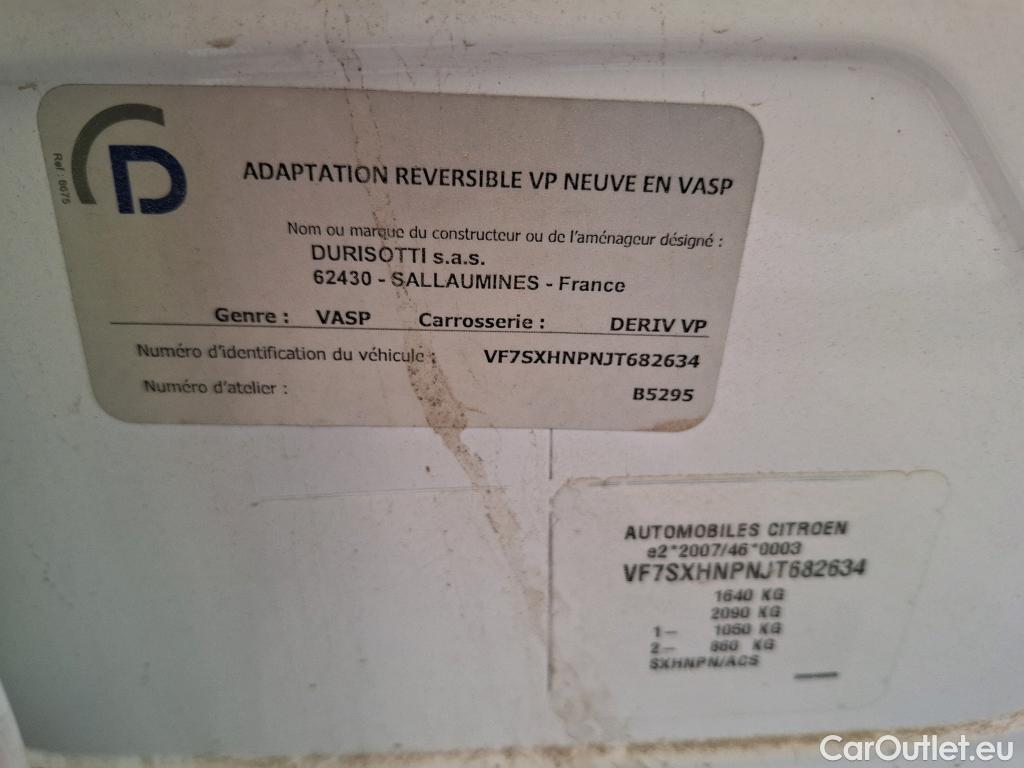 D
Ref : 8675
ADAPTATION REVERSIBLE VP NEUVE EN VASP
Nom ou marque du constructeur ou de l'aménageur désigné :
DURISOTTI s.a.s.
62430 - SALLAUMINES - France
Genre : VASP Carrosserie : DERIV VP
Numéro d'identification du véhicule : VF7SXHNPNJT682634
Numéro d'atelier : B5295
AUTOMOBILES CITROEN
e2*2007/46*0003
VF7SXHNPNJT682634
1640 KG
2090 KG
1- 1050 KG
2- 860 KG
SXHNPN/ACS
CarOutlet.eu